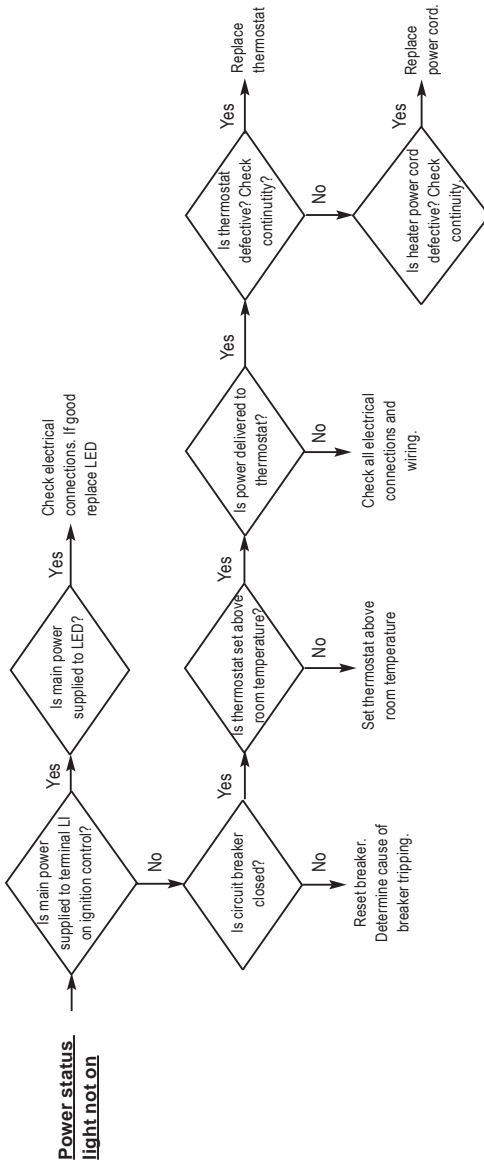 Power status
light not on
Is main power
supplied to terminal LI
on ignition control?
Yes
Is main power
supplied to LED?
Yes
Check electrical
connections. If good
replace LED
No
Is circuit breaker
closed?
No
Reset breaker.
Determine cause of
breaker tripping.
Yes
Is thermostat set above
room temperature?
No
Set thermostat above
room temperature
Yes
Is power delivered to
thermostat?
No
Check all electrical
connections and
wiring.
Yes
Is thermostat
defective? Check
continutity?
Yes
Replace
thermostat
No
Is heater power cord
defective? Check
continuity.
Yes
Replace
power cord.